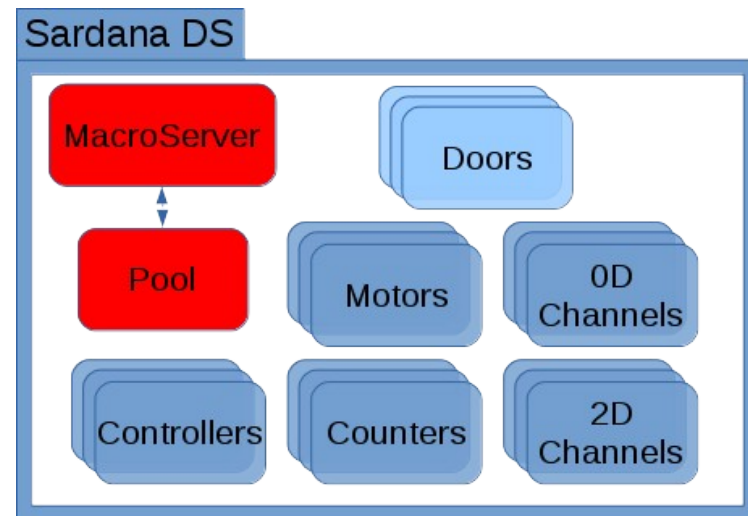 Sardana DS
MacroServer
Doors
Pool
Motors
0D
Channels
Controllers
Counters
2D
Channels